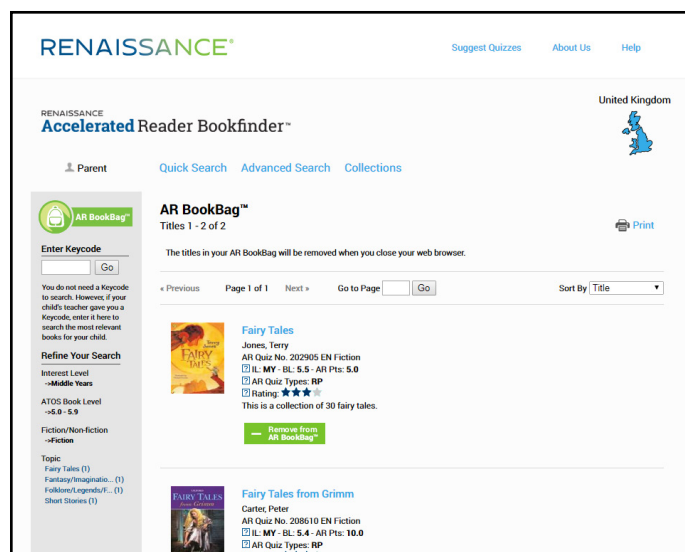 RENAISSANCE®
Suggest Quizzes About Us Help
United Kingdom
RENAISSANCE
Accelerated Reader Bookfinder™
Parent Quick Search Advanced Search Collections
AR BookBag™
Enter Keycode
Go
You do not need a Keycode
to search. However, if your
child's teacher gave you a
Keycode, enter it here to
search the most relevant
books for your child.
Refine Your Search
Interest Level
->Middle Years
ATOS Book Level
->5.0 - 5.9
Fiction/Non-fiction
->Fiction
Topic
Fairy Tales (1)
Fantasy/Imaginatio... (1)
Folklore/Legends/F... (1)
Short Stories (1)
AR BookBag™
Titles 1 - 2 of 2
Print
The titles in your AR BookBag will be removed when you close your web browser.
« Previous Page 1 of 1 Next » Go to Page Go Sort By Title
Terry Jones
FAIRY
TALES
Fairy Tales
Jones, Terry
AR Quiz No. 202905 EN Fiction
? IL: MY - BL: 5.5 - AR Pts: 5.0
? AR Quiz Types: RP
? Rating:
This is a collection of 30 fairy tales.
Remove from
AR BookBag™
FAIRY TALES
from Grimm
Fairy Tales from Grimm
Carter, Peter
AR Quiz No. 208610 EN Fiction
? IL: MY - BL: 5.4 - AR Pts: 10.0
? AR Quiz Types: RP